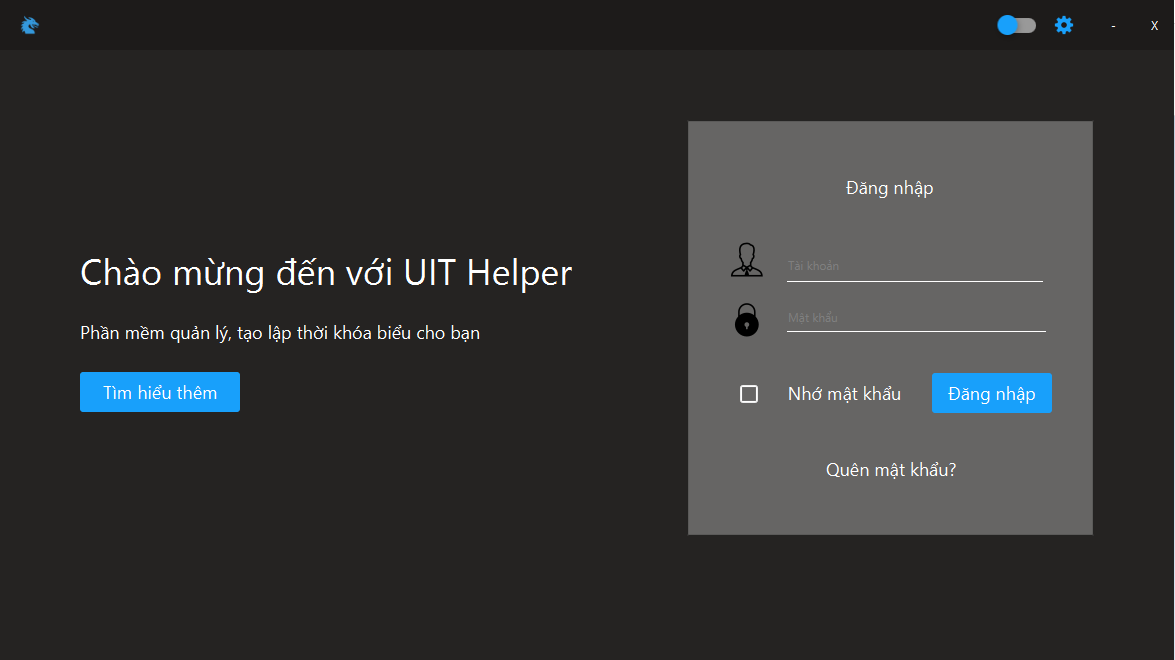 - X
Chào mừng đến với UIT Helper
Phần mềm quản lý, tạo lập thời khóa biểu cho bạn
Tìm hiểu thêm
Đăng nhập
Tài khoản
Mật khẩu
Nhớ mật khẩu
Đăng nhập
Quên mật khẩu?